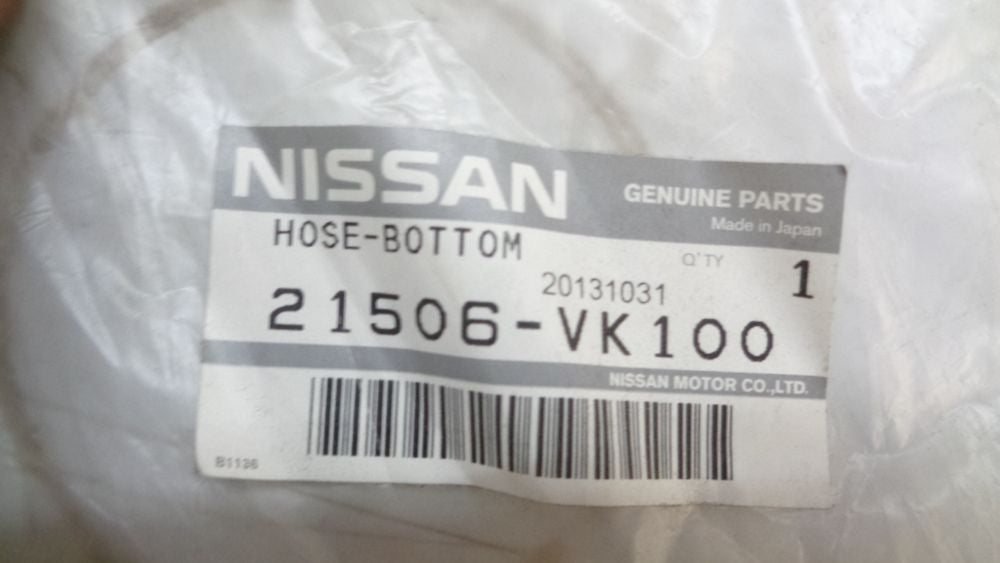 NISSAN
GENUINE PARTS
Made in Japan
HOSE-BOTTOM
Q'TY 1
20131031
21506-VK100
NISSAN MOTOR CO.,LTD.
B1136